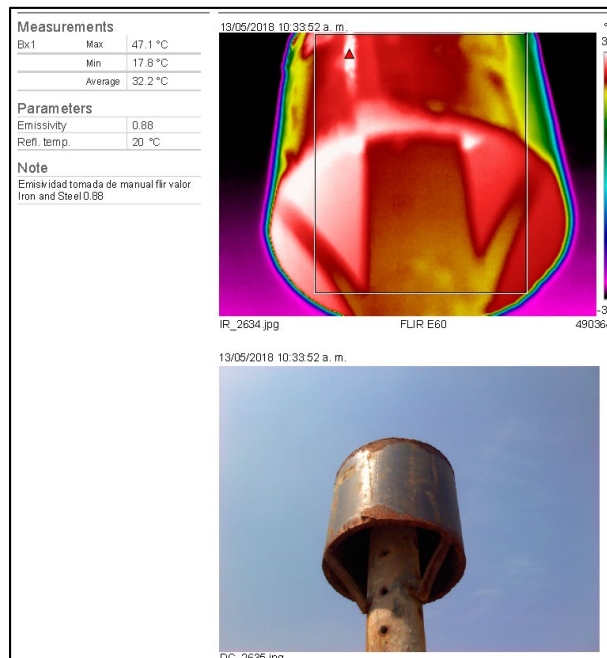 Measurements
Bx1 Max 47.1 °C
Min 17.8 °C
Average 32.2 °C
Parameters
Emissivity 0.88
Refl. temp. 20 °C
Note
Emisividad tomada de manual flir valor
Iron and Steel 0.88
13/05/2018 10:33:52 a. m.
IR_2634.jpg FLIR E60
13/05/2018 10:33:52 a. m.
DC_2635.jpg